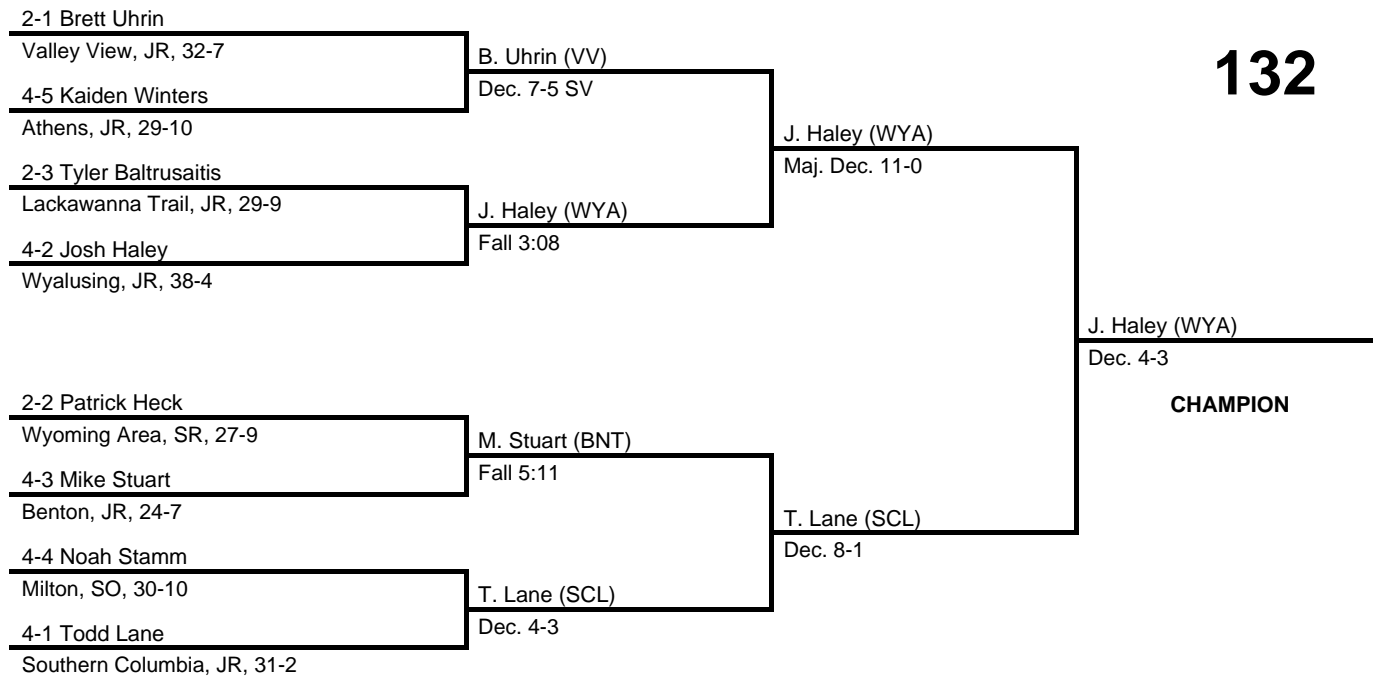 2-1 Brett Uhrin
Valley View, JR, 32-7
4-5 Kaiden Winters
Athens, JR, 29-10
2-3 Tyler Baltrusaitis
Lackawanna Trail, JR, 29-9
4-2 Josh Haley
Wyalusing, JR, 38-4
2-2 Patrick Heck
Wyoming Area, SR, 27-9
4-3 Mike Stuart
Benton, JR, 24-7
4-4 Noah Stamm
Milton, SO, 30-10
4-1 Todd Lane
Southern Columbia, JR, 31-2
B. Uhrin (VV)
Dec. 7-5 SV
J. Haley (WYA)
Fall 3:08
M. Stuart (BNT)
Fall 5:11
T. Lane (SCL)
Dec. 4-3
J. Haley (WYA)
Maj. Dec. 11-0
T. Lane (SCL)
Dec. 8-1
132
J. Haley (WYA)
Dec. 4-3
CHAMPION